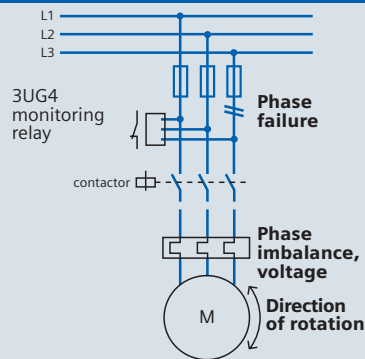 L1
L2
L3
3UG4
monitoring
relay
Phase
failure
contactor
Phase
imbalance,
voltage
M
Direction
of rotation